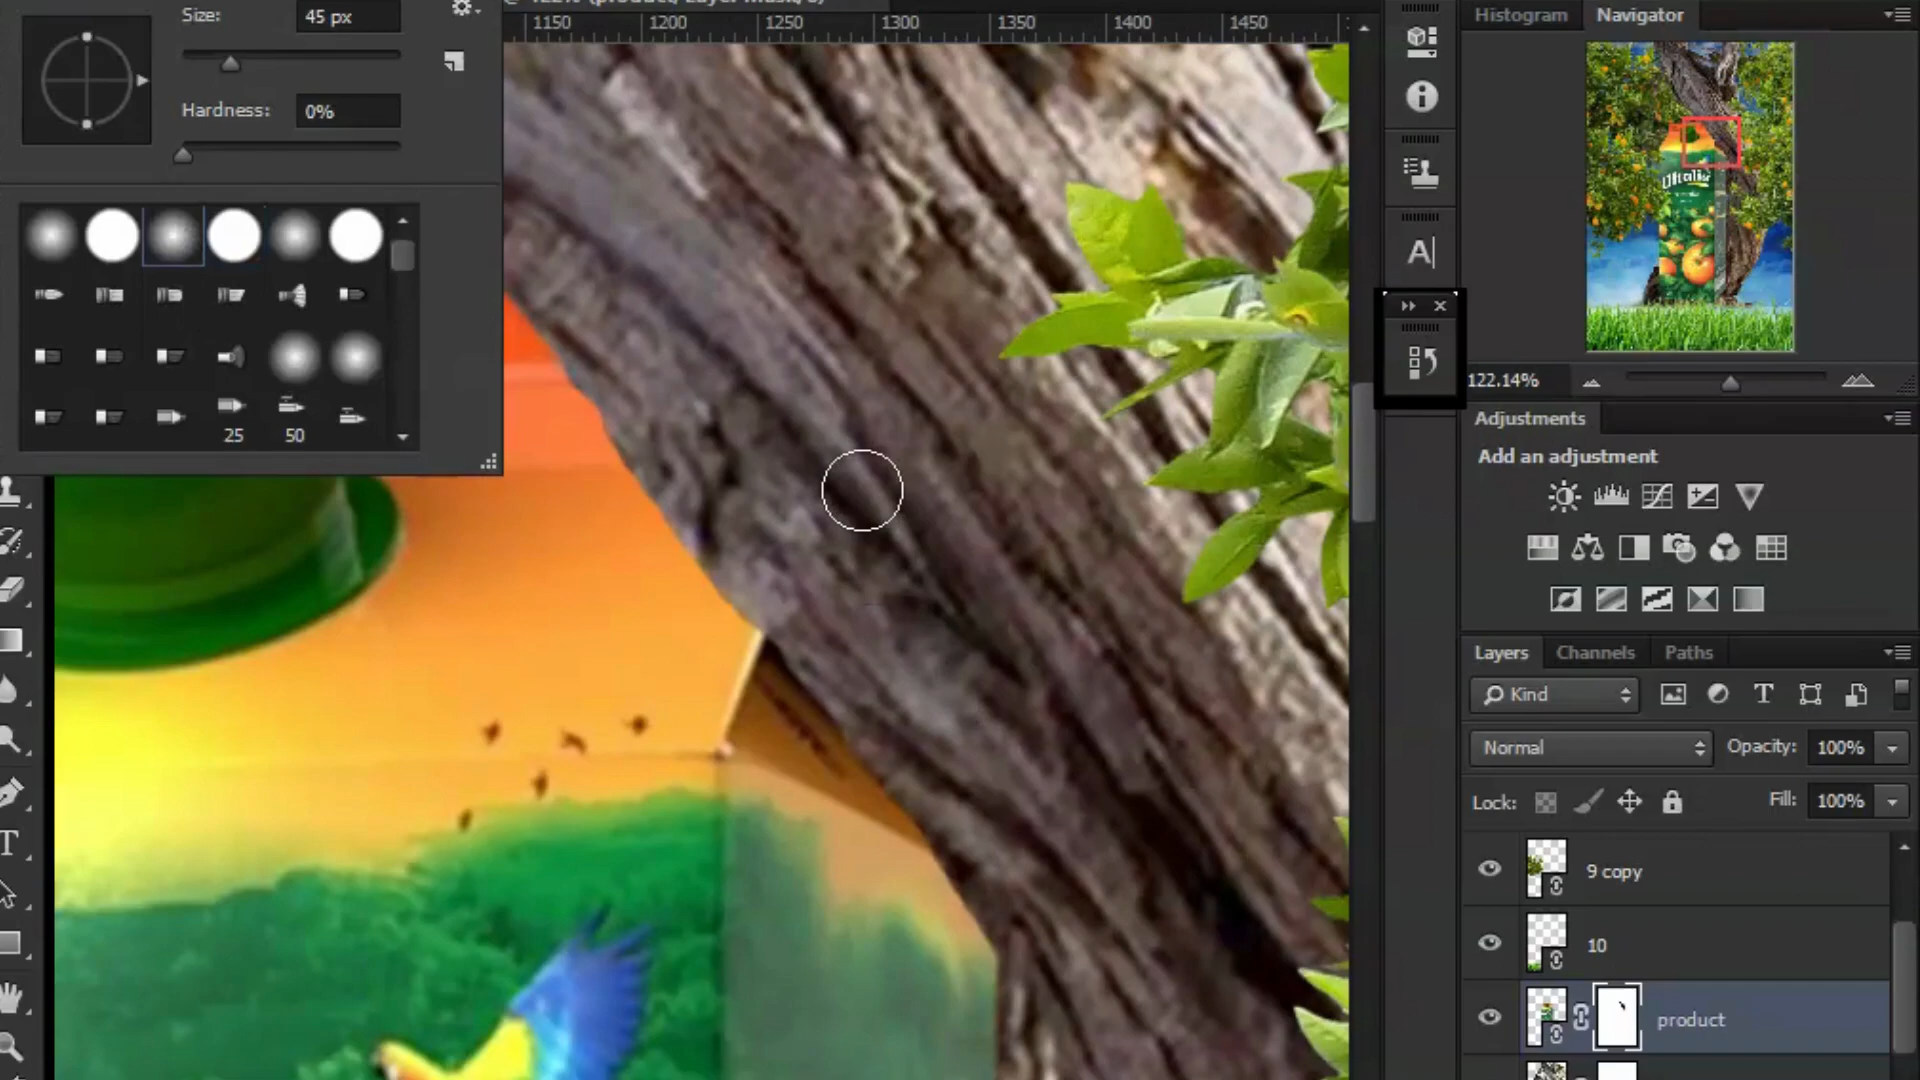 Size: 45 px
Hardness: 0%
25 50
1150 1200 1250 1300 1350 1400 1450
Histogram Navigator
122.14%
Adjustments
Add an adjustment
Layers Channels Paths
Kind
Normal Opacity: 100%
Lock: Fill: 100%
9 copy
10
product